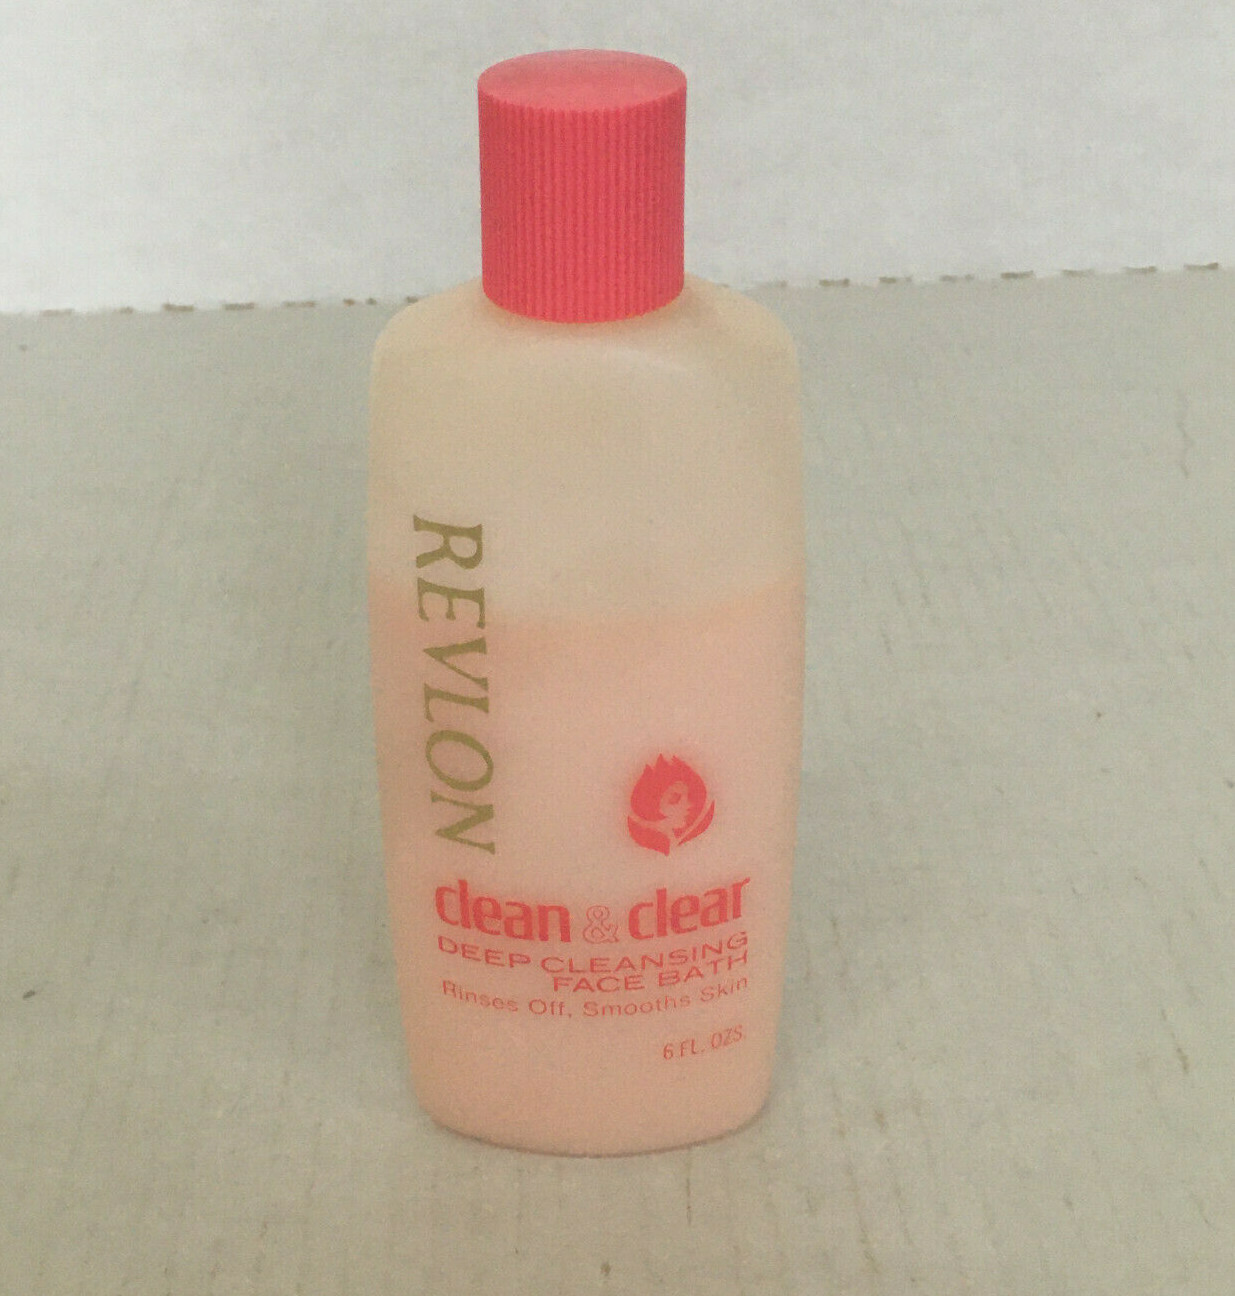 REVLON
clean & clear
DEEP CLEANSING
FACE BATH
Rinses Off, Smooths Skin
6 FL. OZS.